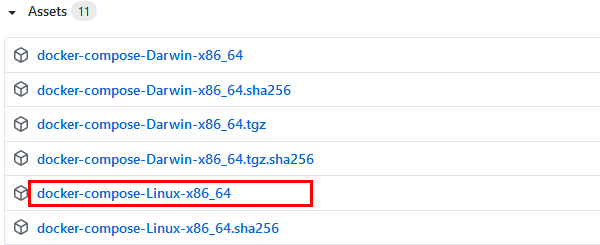 Assets 11
docker-compose-Darwin-x86_64
docker-compose-Darwin-x86_64.sha256
docker-compose-Darwin-x86_64.tgz
docker-compose-Darwin-x86_64.tgz.sha256
docker-compose-Linux-x86_64
docker-compose-Linux-x86_64.sha256